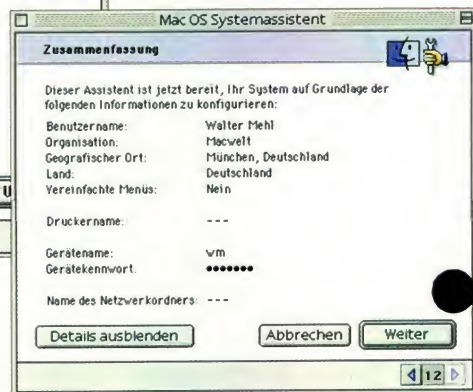 Mac OS Systemassistent
Zusammenfassung
Dieser Assistent ist jetzt bereit, Ihr System auf Grundlage der
folgenden Informationen zu konfigurieren:
Benutzername: Walter Mehl
Organisation: Macwelt
Geografischer Ort: München, Deutschland
Land: Deutschland
Vereinfachte Menüs: Nein
Druckername: ---
Gerätename: wm
Gerätekennwort: •••••••
Name des Netzwerkordners: ---
Details ausblenden
Abbrechen
Weiter
12